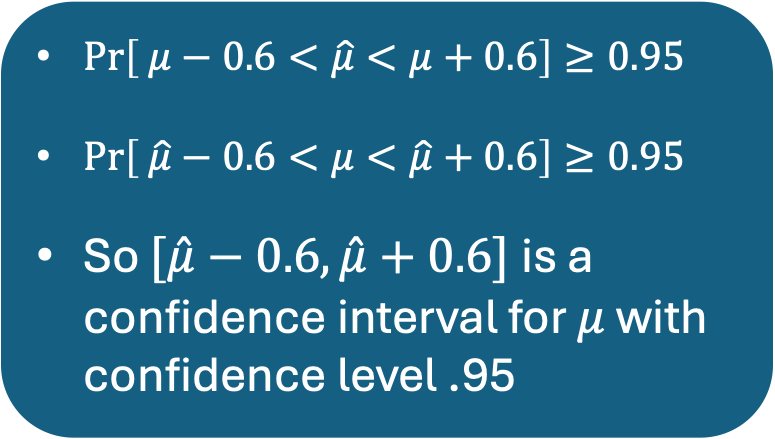 • Pr[ μ − 0.6 < μ̂ < μ + 0.6] ≥ 0.95
• Pr[ μ̂ − 0.6 < μ < μ̂ + 0.6] ≥ 0.95
• So [μ̂ − 0.6, μ̂ + 0.6] is a
confidence interval for μ with
confidence level .95